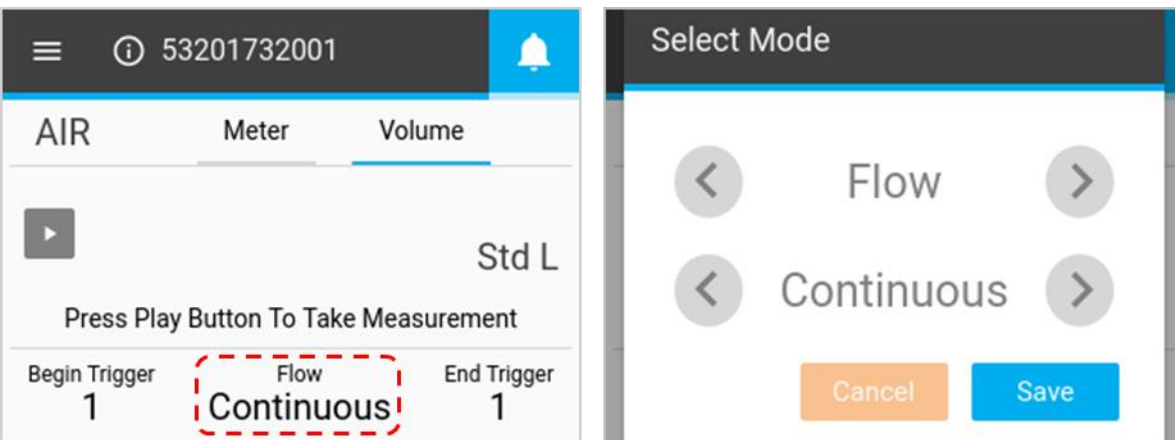 53201732001
AIR Meter Volume
Std L
Press Play Button To Take Measurement
Begin Trigger Flow End Trigger
1 Continuous 1
Select Mode
Flow
Continuous
Cancel Save